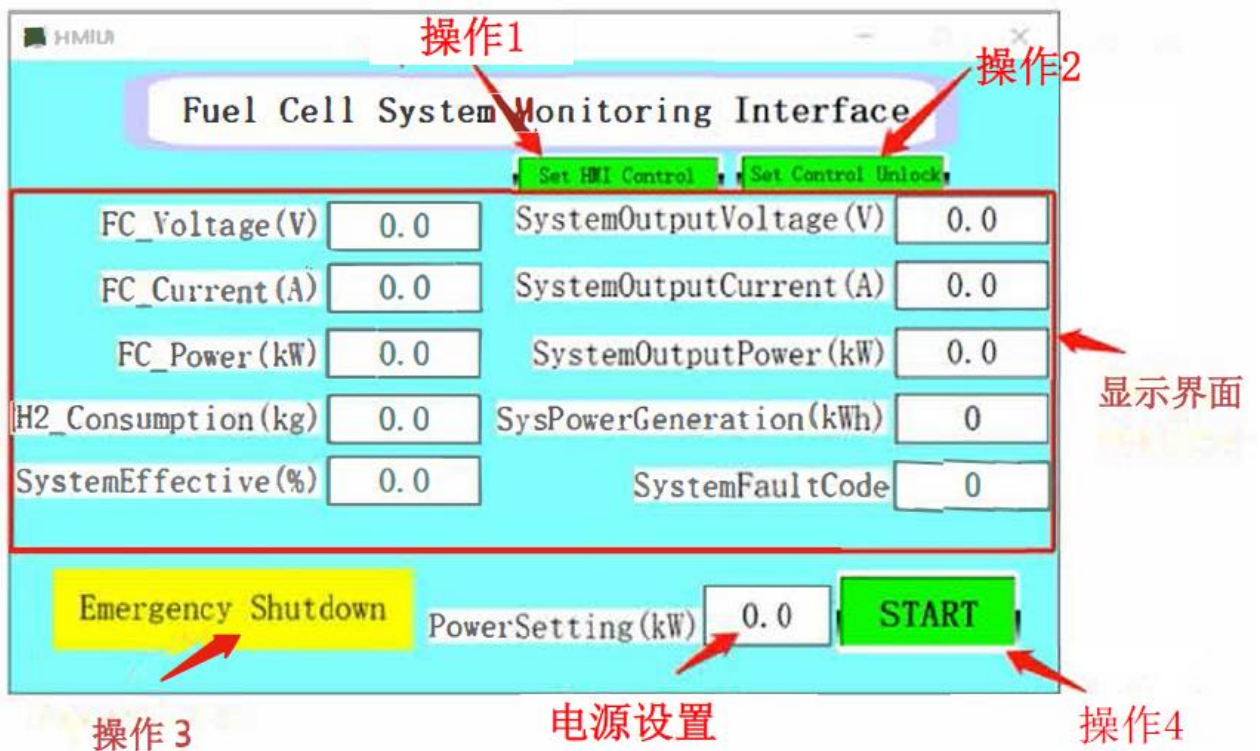 HMIUI
操作1
操作2
Fuel Cell System Monitoring Interface
Set HMI Control
Set Control Unlock
FC_Voltage(V) 0.0 SystemOutputVoltage(V) 0.0
FC_Current(A) 0.0 SystemOutputCurrent(A) 0.0
FC_Power(kW) 0.0 SystemOutputPower(kW) 0.0
显示界面
H2_Consumption(kg) 0.0 SysPowerGeneration(kWh) 0
SystemEffective(%) 0.0 SystemFaultCode 0
Emergency Shutdown
PowerSetting(kW) 0.0 START
操作 3
电源设置
操作4